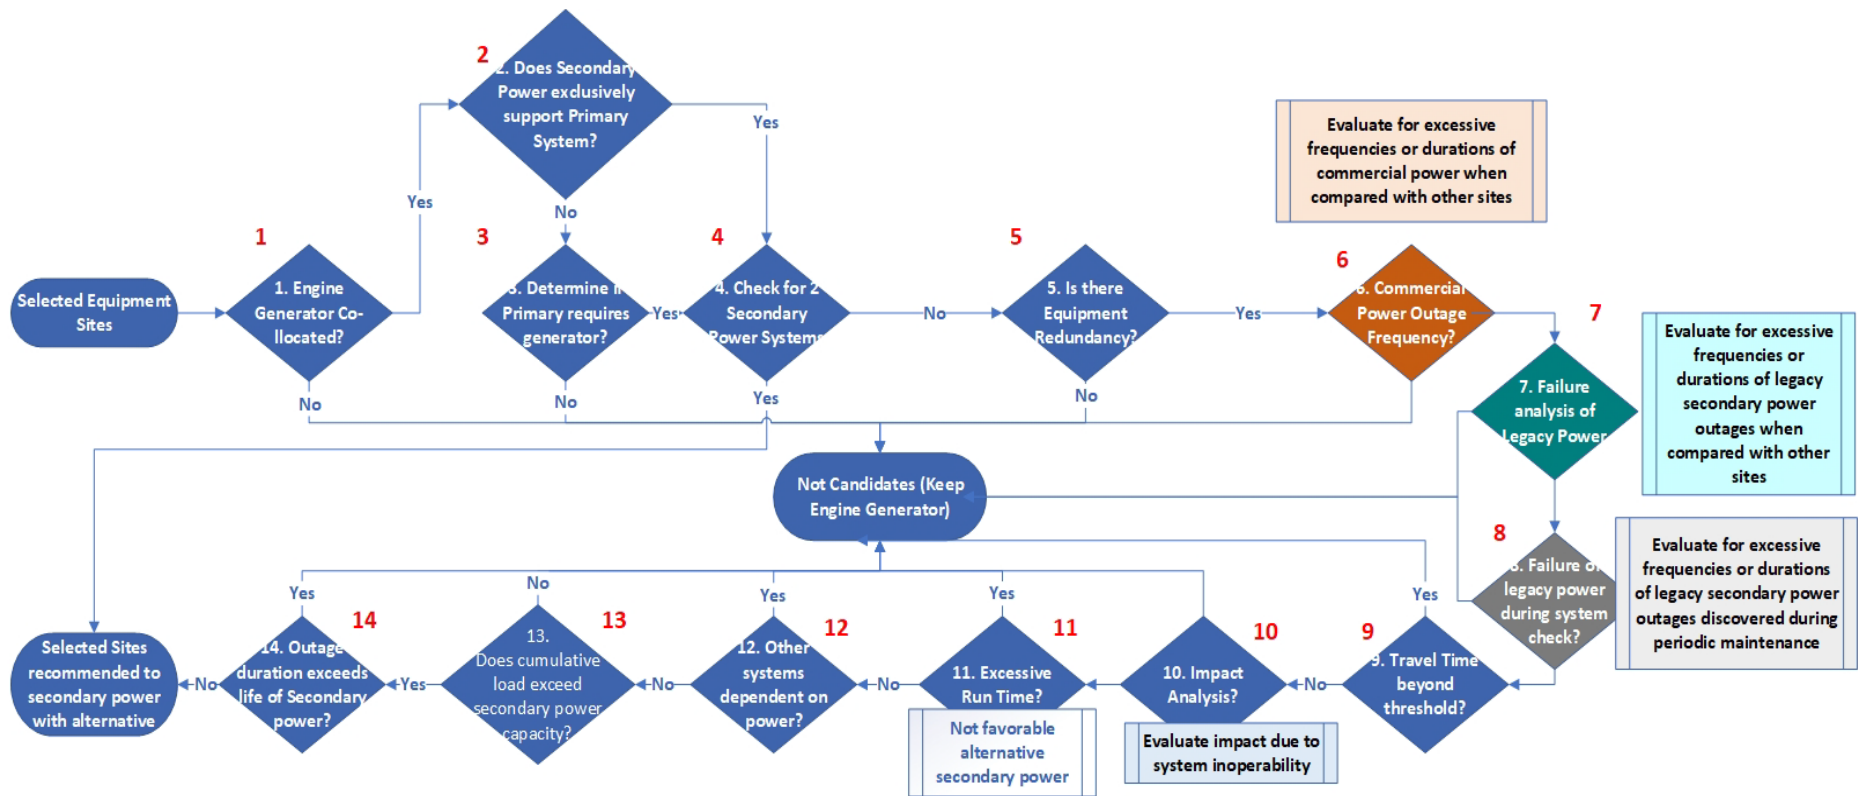 2
2. Does Secondary
Power exclusively
support Primary
System?
Yes
Evaluate for excessive
frequencies or durations of
commercial power when
compared with other sites
Yes
No
1
3
4
5
6
7
Selected Equipment
Sites
1. Engine
Generator Co-
located?
3. Determine if
Primary requires
generator?
Yes
4. Check for 2
Secondary
Power Systems
No
5. Is there
Equipment
Redundancy?
Yes
6. Commercial
Power Outage
Frequency?
Evaluate for excessive
frequencies or
durations of legacy
secondary power
outages when
compared with other
sites
7. Failure
analysis of
Legacy Power
No
No
Yes
No
Not Candidates (Keep
Engine Generator)
8
8. Failure of
legacy power
during system
check?
Evaluate for excessive
frequencies or durations
of legacy secondary power
outages discovered during
periodic maintenance
Yes
No
Yes
Yes
Yes
14
13
12
11
10
9
Selected Sites
recommended to
secondary power
with alternative
No
14. Outage
duration exceeds
life of Secondary
power?
Yes
13.
Does cumulative
load exceed
secondary power
capacity?
No
12. Other
systems
dependent on
power?
No
11. Excessive
Run Time?
10. Impact
Analysis?
No
9. Travel Time
beyond
threshold?
Not favorable
alternative
secondary power
Evaluate impact due to
system inoperability